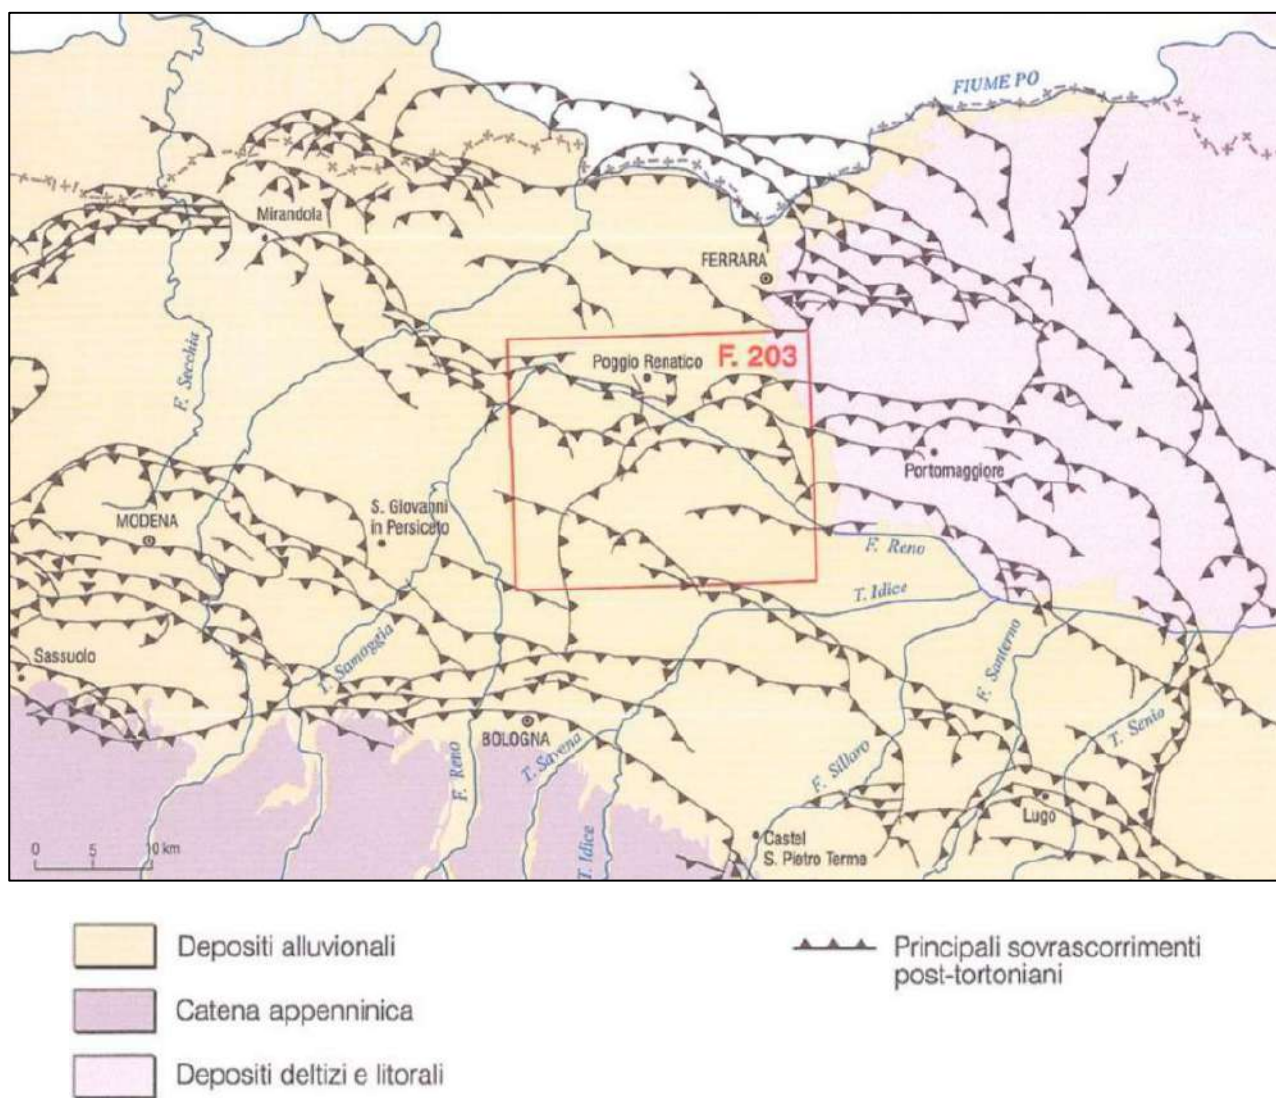 FIUME PO
Mirandola
FERRARA
F. Secchia
Poggio Renatico
F. 203
Portomaggiore
MODENA
S. Giovanni
in Persiceto
F. Reno
T. Idice
Sassuolo
T. Samoggia
F. Santerno
T. Senio
BOLOGNA
F. Reno
T. Savena
F. Sillaro
T. Idice
Lugo
Castel
S. Pietro Terme
0 5 10 km
Depositi alluvionali
Principali sovrascorrimenti
post-tortoniani
Catena appenninica
Depositi deltizi e litorali